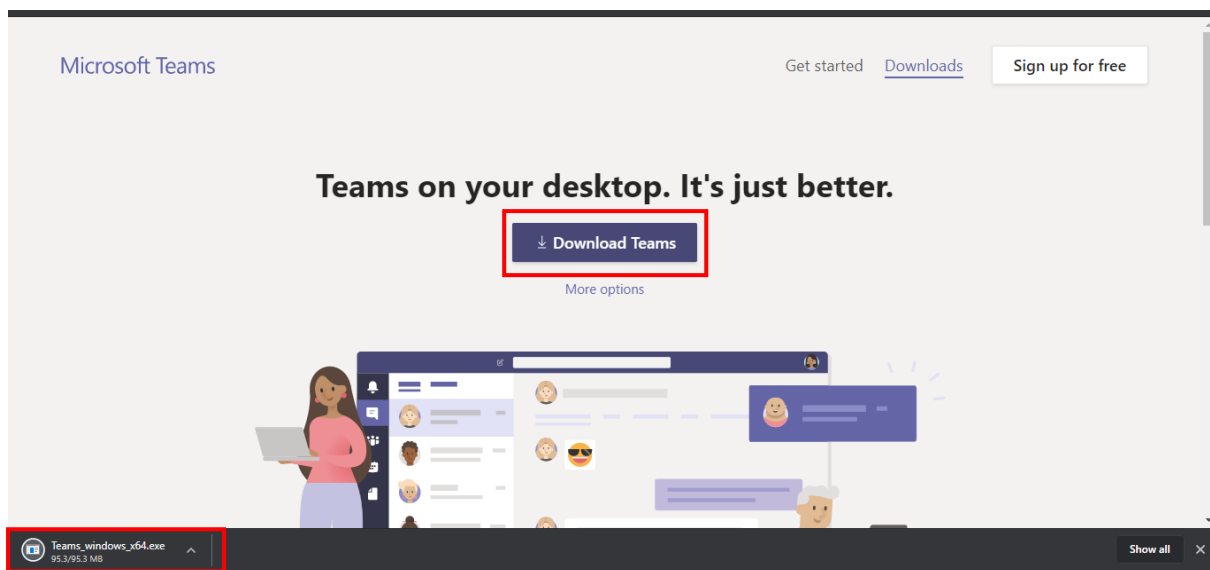 Microsoft Teams
Get started
Downloads
Sign up for free
Teams on your desktop. It's just better.
Download Teams
More options
Teams_windows_x64.exe
95.3/95.3 MB
Show all